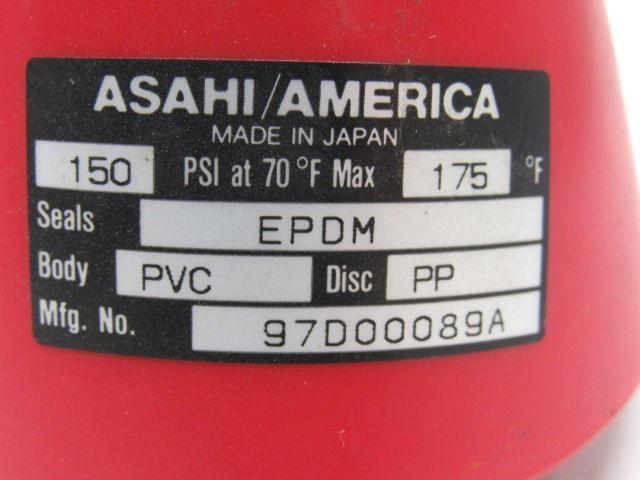 ASAHI/AMERICA
MADE IN JAPAN
150 PSI at 70 °F Max 175 °F
Seals EPDM
Body PVC Disc PP
Mfg. No. 97D00089A